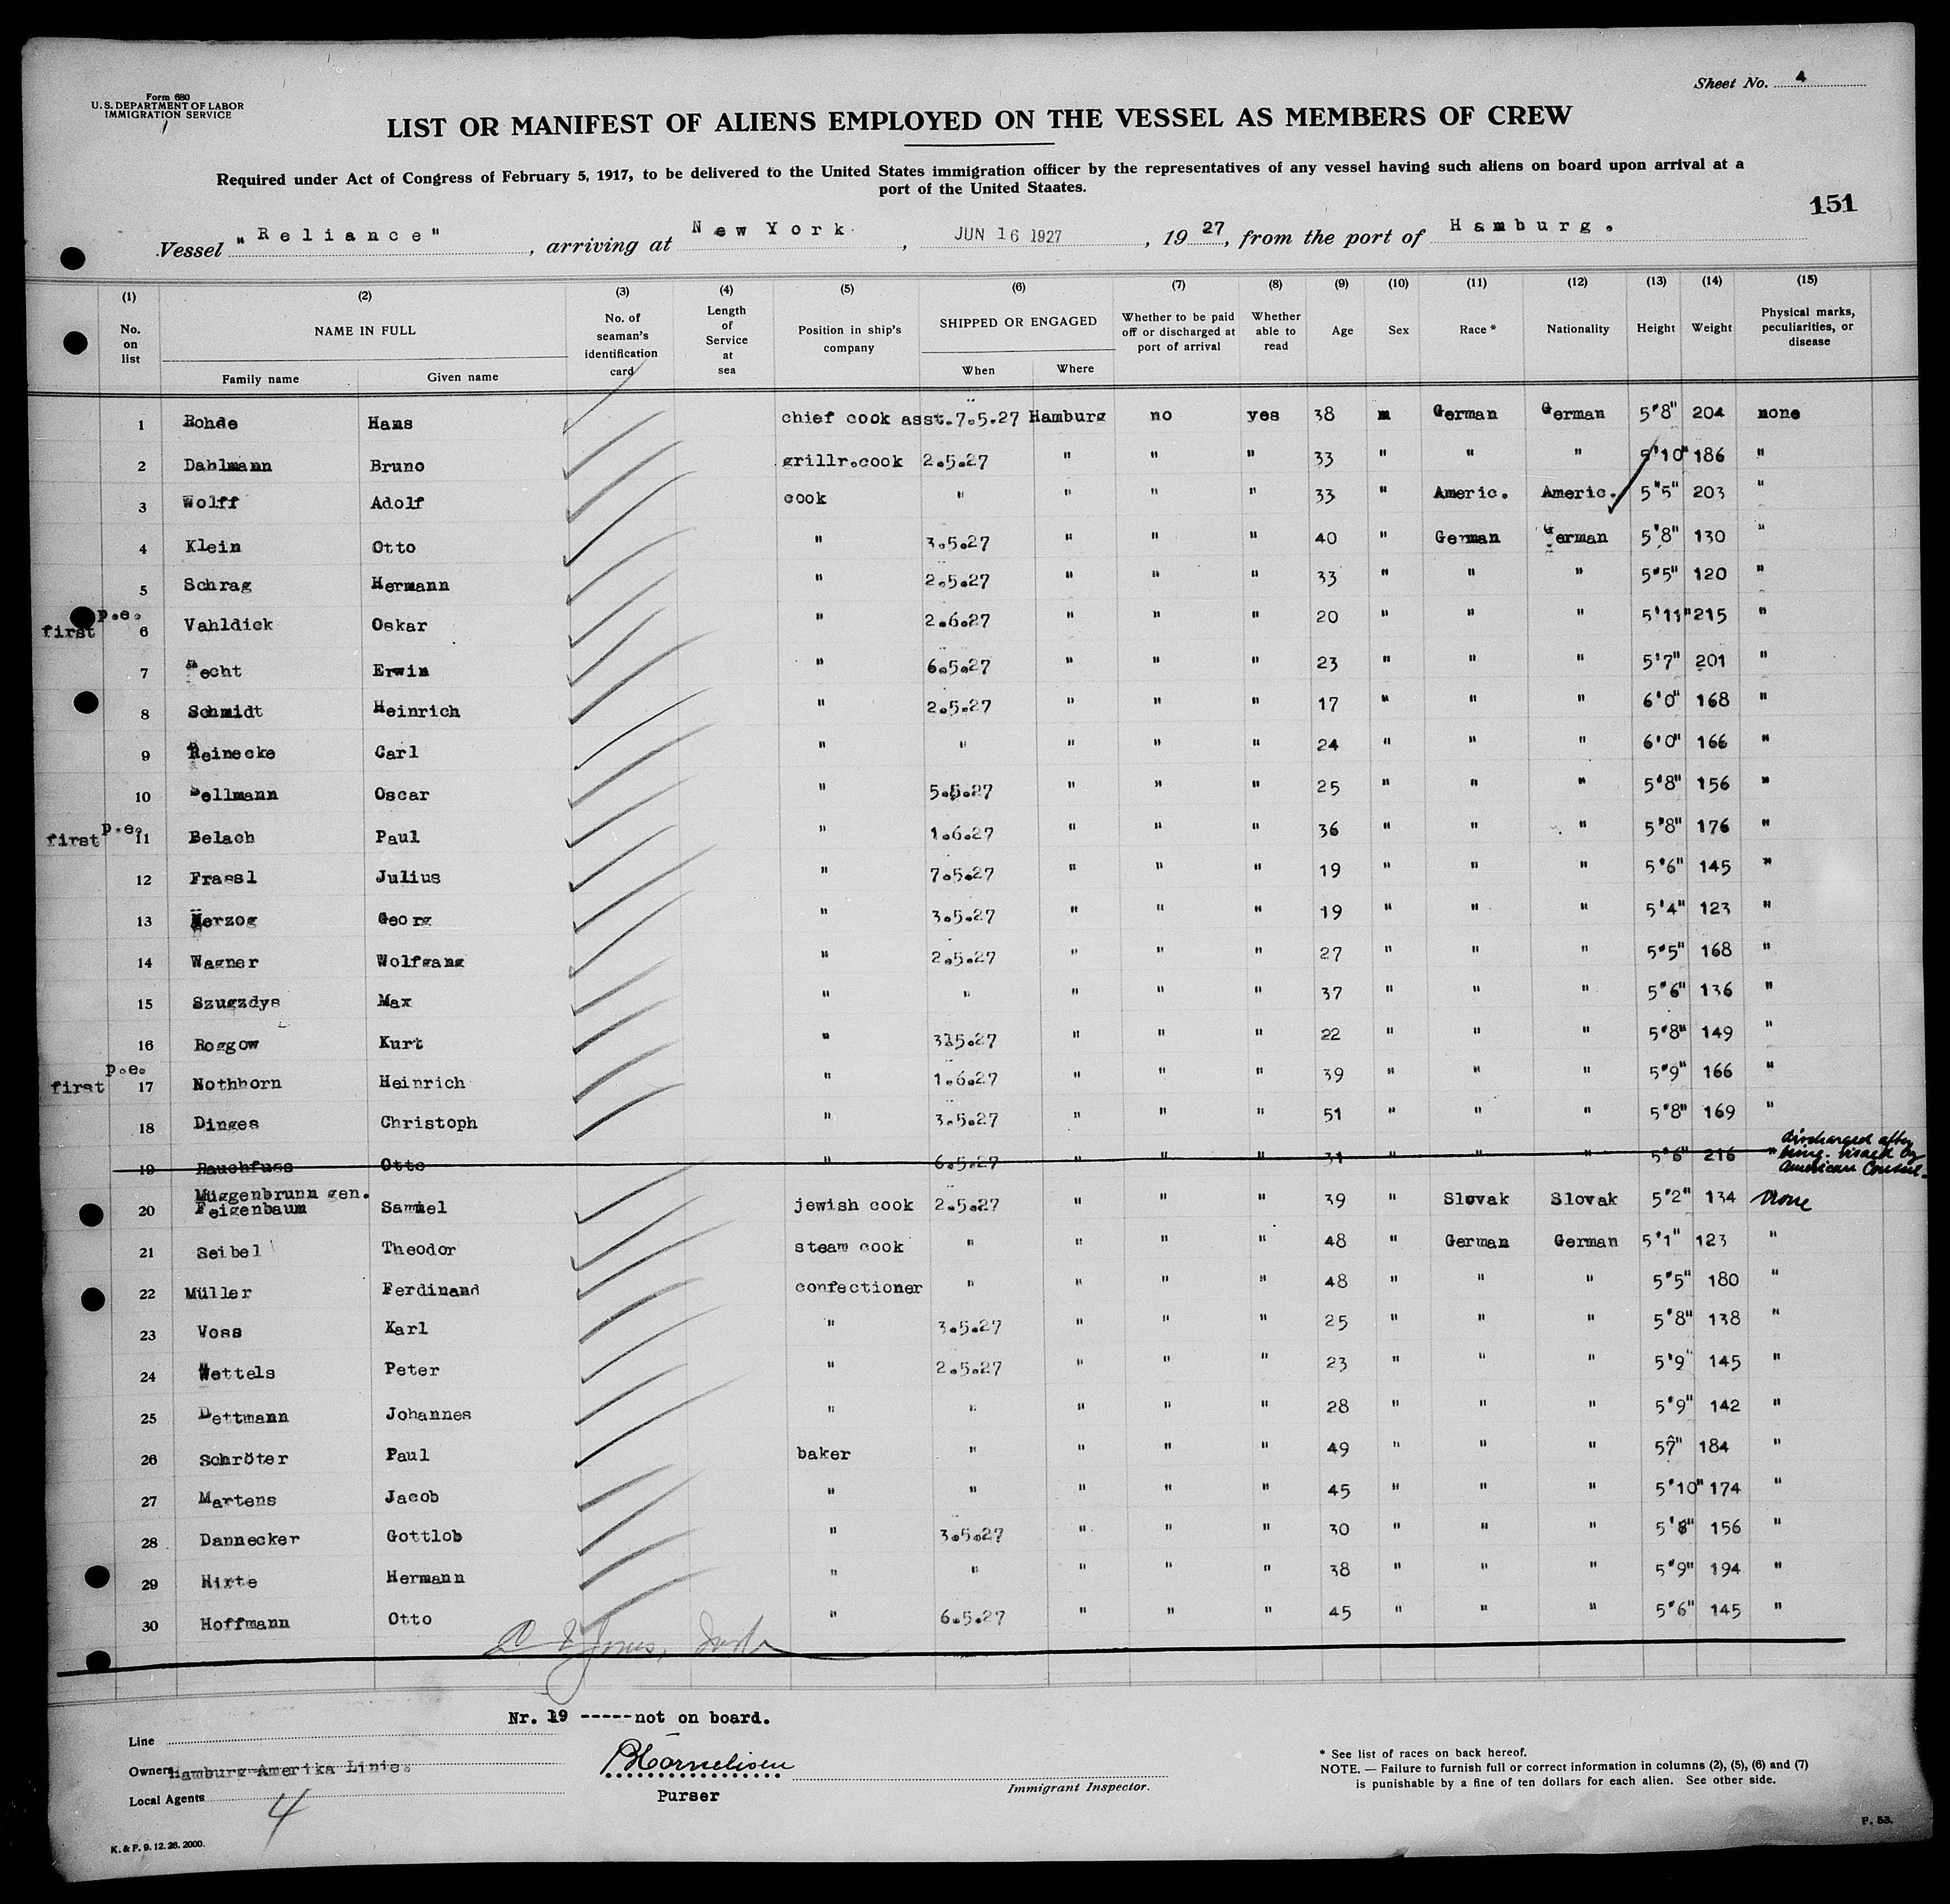 Form 680
U. S. DEPARTMENT OF LABOR
IMMIGRATION SERVICE
Sheet No. 4
LIST OR MANIFEST OF ALIENS EMPLOYED ON THE VESSEL AS MEMBERS OF CREW
Required under Act of Congress of February 5, 1917, to be delivered to the United States immigration officer by the representatives of any vessel having such aliens on board upon arrival at a
port of the United Staates.
151
Vessel "Reliance", arriving at New York, JUN 16 1927, 1927, from the port of Hamburg.
(1) (2) (3) (4) (5) (6) (7) (8) (9) (10) (11) (12) (13) (14) (15)
No. on list NAME IN FULL Family name Given name No. of seaman's identification card Length of Service at sea Position in ship's company SHIPPED OR ENGAGED When Where Whether to be paid off or discharged at port of arrival Whether able to read Age Sex Race * Nationality Height Weight Physical marks, peculiarities, or disease
1 Rohde Hans chief cook asst. 7.5.27 Hamburg no yes 38 m German German 5'8" 204 none
2 Dahlmann Bruno grillr.cook 2.5.27 " " " 33 " " " 5'10" 186 "
3 Wolff Adolf cook " " " " 33 " Americ. Americ. 5"5" 203 "
4 Klein Otto " 3.5.27 " " " 40 " German German 5'8" 130 "
5 Schrag Hermann " 2.5.27 " " " 33 " " " 5"5" 120 "
first p.e. 6 Vahldick Oskar " 2.6.27 " " " 20 " " " 5'11" 215 "
7 echt Erwin " 6.5.27 " " " 23 " " " 5'7" 201 "
8 Schmidt Heinrich " 2.5.27 " " " 17 " " " 6'0" 168 "
9 Reinecke Carl " " " " " 24 " " " 6'0" 166 "
10 ellmann Oscar " 5.5.27 " " " 25 " " " 5'8" 156 "
first p.e. 11 Belach Paul " 1.6.27 " " " 36 " " " 5'8" 176 "
12 Frassl Julius " 7.5.27 " " " 19 " " " 5'6" 145 "
13 Herzog Georg " 3.5.27 " " " 19 " " " 5'4" 123 "
14 Wagner Wolfgang " 2.5.27 " " " 27 " " " 5"5" 168 "
15 Szugzdys Max " " " " " 37 " " " 5"6" 136 "
16 Roggow Kurt " 315.27 " " " 22 " " " 5"8" 149 "
first p.e. 17 Nothhorn Heinrich " 1.6.27 " " " 39 " " " 5"9" 166 "
18 Dinges Christoph " 3.5.27 " " " 51 " " " 5"8" 169 "
19 Rauchfuss Otto " 6.5.27 " " " 31 " " " 5"6" 216 " discharged after being visaed by American Consul.
Müggenbrunn gen.
20 Feigenbaum Samuel jewish cook 2.5.27 " " " 39 " Slovak Slovak 5"2" 134 none
21 Seibel Theodor steam cook " " " " 48 " German German 5'1" 123 "
22 Müller Ferdinand confectioner " " " " 48 " " " 5"5" 180 "
23 Voss Karl " 3.5.27 " " " 25 " " " 5"8" 138 "
24 Wettels Peter " 2.5.27 " " " 23 " " " 5'9" 145 "
25 Dettmann Johannes " " " " " 28 " " " 5'9" 142 "
26 Schröter Paul baker " " " " 49 " " " 5'7" 184 "
27 Martens Jacob " " " " " 45 " " " 5"10" 174 "
28 Dannecker Gottlob " 3.5.27 " " " 30 " " " 5'8" 156 "
29 Hirte Hermann " " " " " 38 " " " 5"9" 194 "
30 Hoffmann Otto " 6.5.27 " " " 45 " " " 5"6" 145 "
Nr. 19 -----not on board.
Line
Owners Hamburg-Amerika Linie.
Local Agents
4
Purser
Immigrant Inspector.
* See list of races on back hereof.
NOTE. — Failure to furnish full or correct information in columns (2), (5), (6) and (7)
is punishable by a fine of ten dollars for each alien. See other side.
K. & F. 9. 12. 26. 2000.
F. 53.